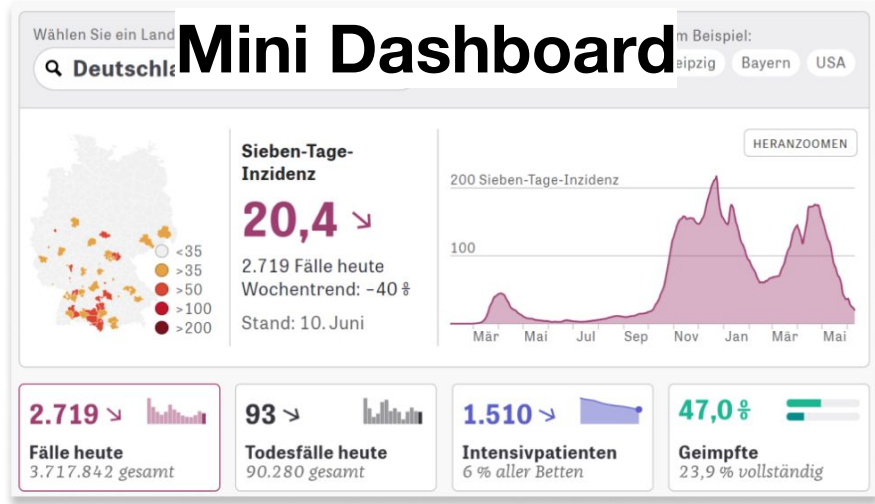 Mini Dashboard
Wählen Sie ein Land
Deutschla
m Beispiel:
eipzig
Bayern
USA
<35
>35
>50
>100
>200
Sieben-Tage-
Inzidenz
20,4 ↘
2.719 Fälle heute
Wochentrend: −40 %
Stand: 10. Juni
HERANZOOMEN
200 Sieben-Tage-Inzidenz
100
Mär Mai Jul Sep Nov Jan Mär Mai
2.719 ↘
Fälle heute
3.717.842 gesamt
93 ↘
Todesfälle heute
90.280 gesamt
1.510 ↘
Intensivpatienten
6 % aller Betten
47,0 %
Geimpfte
23,9 % vollständig